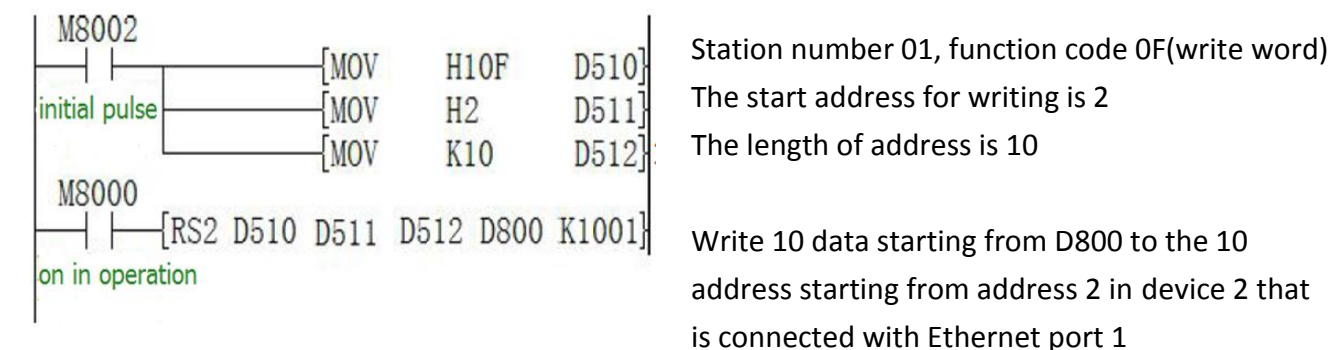 M8002
[MOV H10F D510]
initial pulse
[MOV H2 D511]
[MOV K10 D512]
M8000
[RS2 D510 D511 D512 D800 K1001]
on in operation
Station number 01, function code 0F(write word)
The start address for writing is 2
The length of address is 10
Write 10 data starting from D800 to the 10
address starting from address 2 in device 2 that
is connected with Ethernet port 1